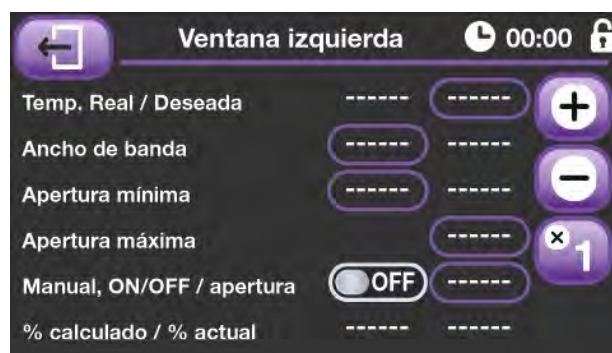 Ventana izquierda 00:00
Temp. Real / Deseada ------ ------ +
Ancho de banda ------ ------
Apertura mínima ------ ------ −
Apertura máxima ------ × 1
Manual, ON/OFF / apertura OFF ------
% calculado / % actual ------ ------